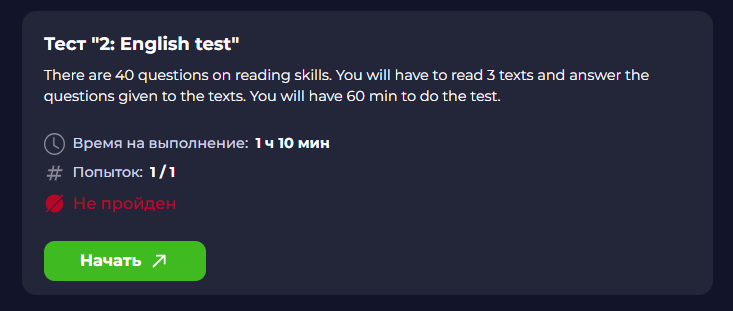 Тест "2: English test"
There are 40 questions on reading skills. You will have to read 3 texts and answer the
questions given to the texts. You will have 60 min to do the test.
Время на выполнение: 1 ч 10 мин
# Попыток: 1 / 1
Не пройден
Начать